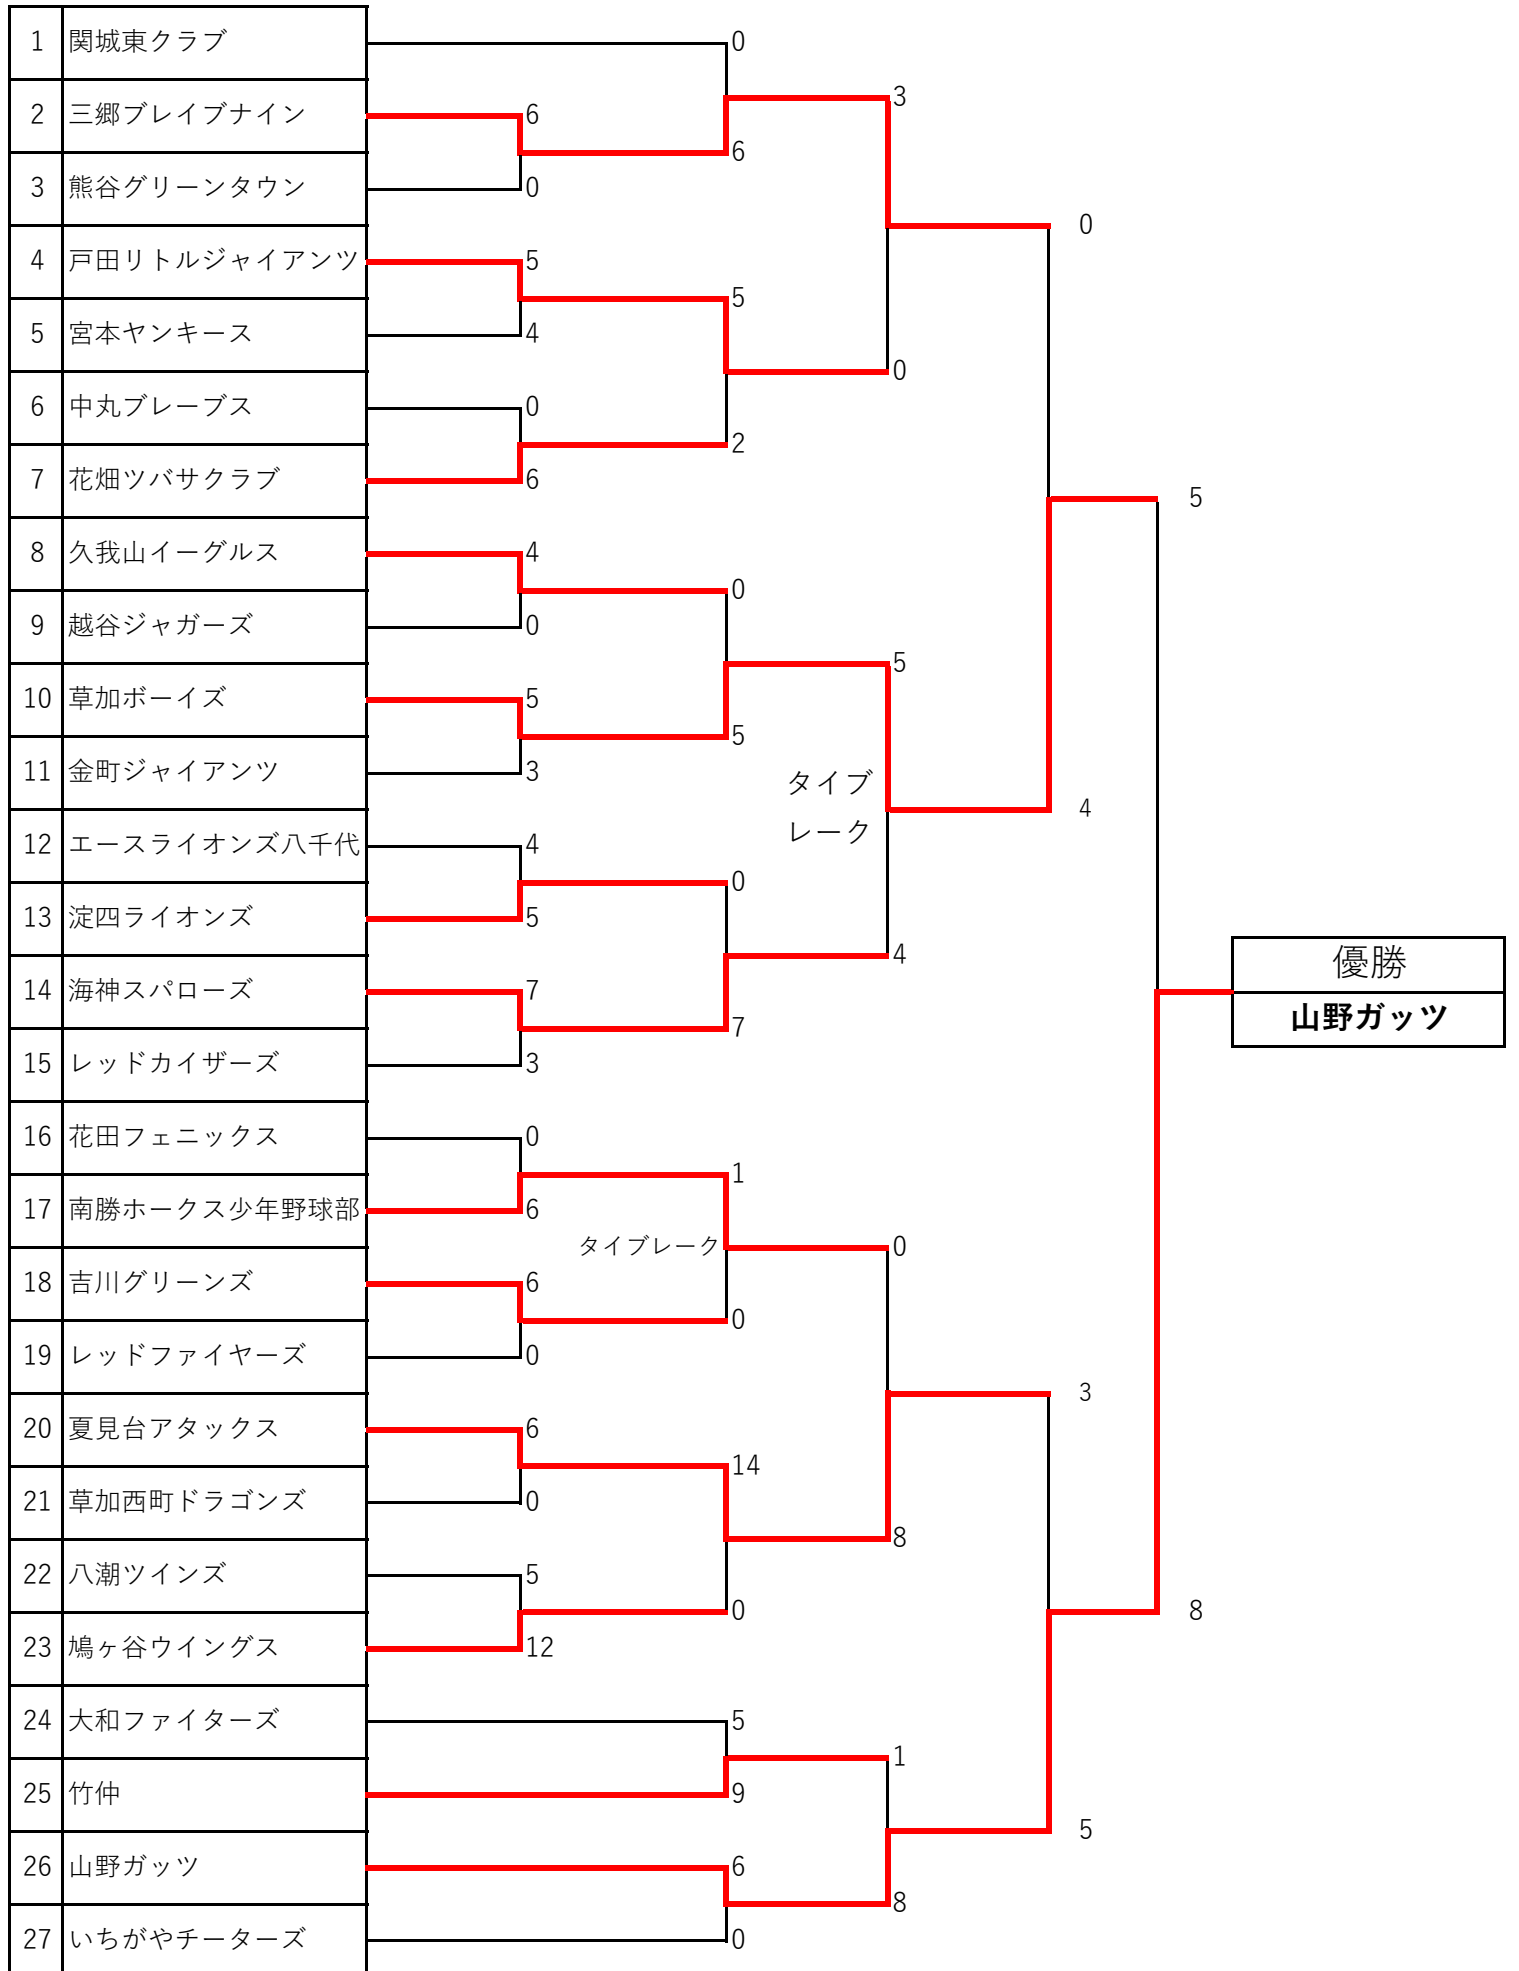 1 関城東クラブ
0
3
2 三郷ブレイブナイン
6
6
3 熊谷グリーンタウン
0
0
4 戸田リトルジャイアンツ
5
5
5 宮本ヤンキース
4
0
6 中丸ブレーブス
0
2
7 花畑ツバサクラブ
6
5
8 久我山イーグルス
4
0
9 越谷ジャガーズ
0
5
10 草加ボーイズ
5
5
11 金町ジャイアンツ
3
タイブ
レーク
4
12 エースライオンズ八千代
4
0
13 淀四ライオンズ
5
4
優勝
14 海神スパローズ
7
7
山野ガッツ
15 レッドカイザーズ
3
16 花田フェニックス
0
1
17 南勝ホークス少年野球部
6
タイブレーク
0
18 吉川グリーンズ
6
0
19 レッドファイヤーズ
0
3
20 夏見台アタックス
6
14
21 草加西町ドラゴンズ
0
8
22 八潮ツインズ
5
0
8
23 鳩ヶ谷ウイングス
12
24 大和ファイターズ
5
1
25 竹仲
9
5
26 山野ガッツ
6
8
27 いちがやチーターズ
0